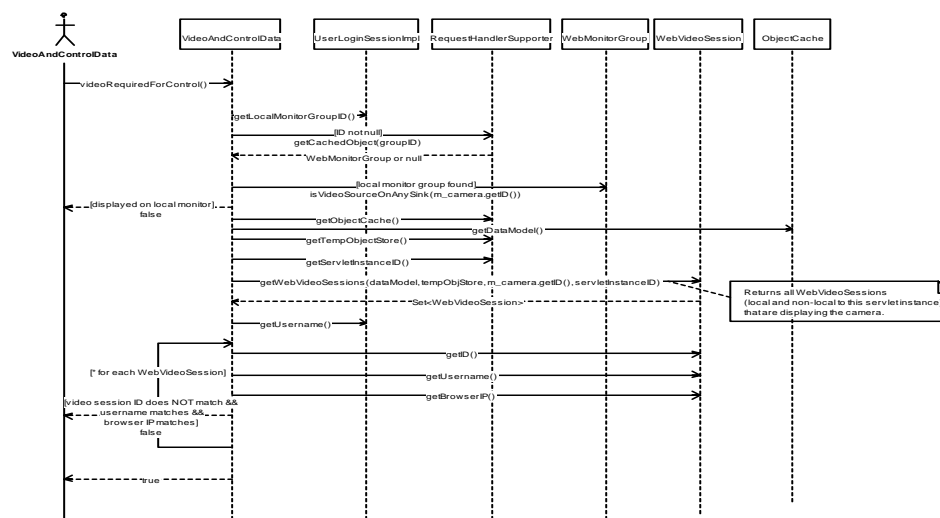 VideoAndControlData
VideoAndControlData
UserLoginSessionImpl
RequestHandlerSupporter
WebMonitorGroup
WebVideoSession
ObjectCache
videoRequiredForControl()
getLocalMonitorGroupID()
[ID not null]
getCachedObject(groupID)
WebMonitorGroup or null
[local monitor group found]
isVideoSourceOnAnySink(m_camera.getID())
[displayed on local monitor]
false
getObjectCache()
getDataModel()
getTempObjectStore()
getServletInstanceID()
getWebVideoSessions(dataModel, tempObjStore, m_camera.getID(), servletInstanceID)
Returns all WebVideoSessions
(local and non-local to this servlet instance)
that are displaying the camera.
Set<WebVideoSession>
getUsername()
getID()
[* for each WebVideoSession]
getUsername()
getBrowserIP()
[video session ID does NOT match &&
username matches &&
browser IP matches]
false
true